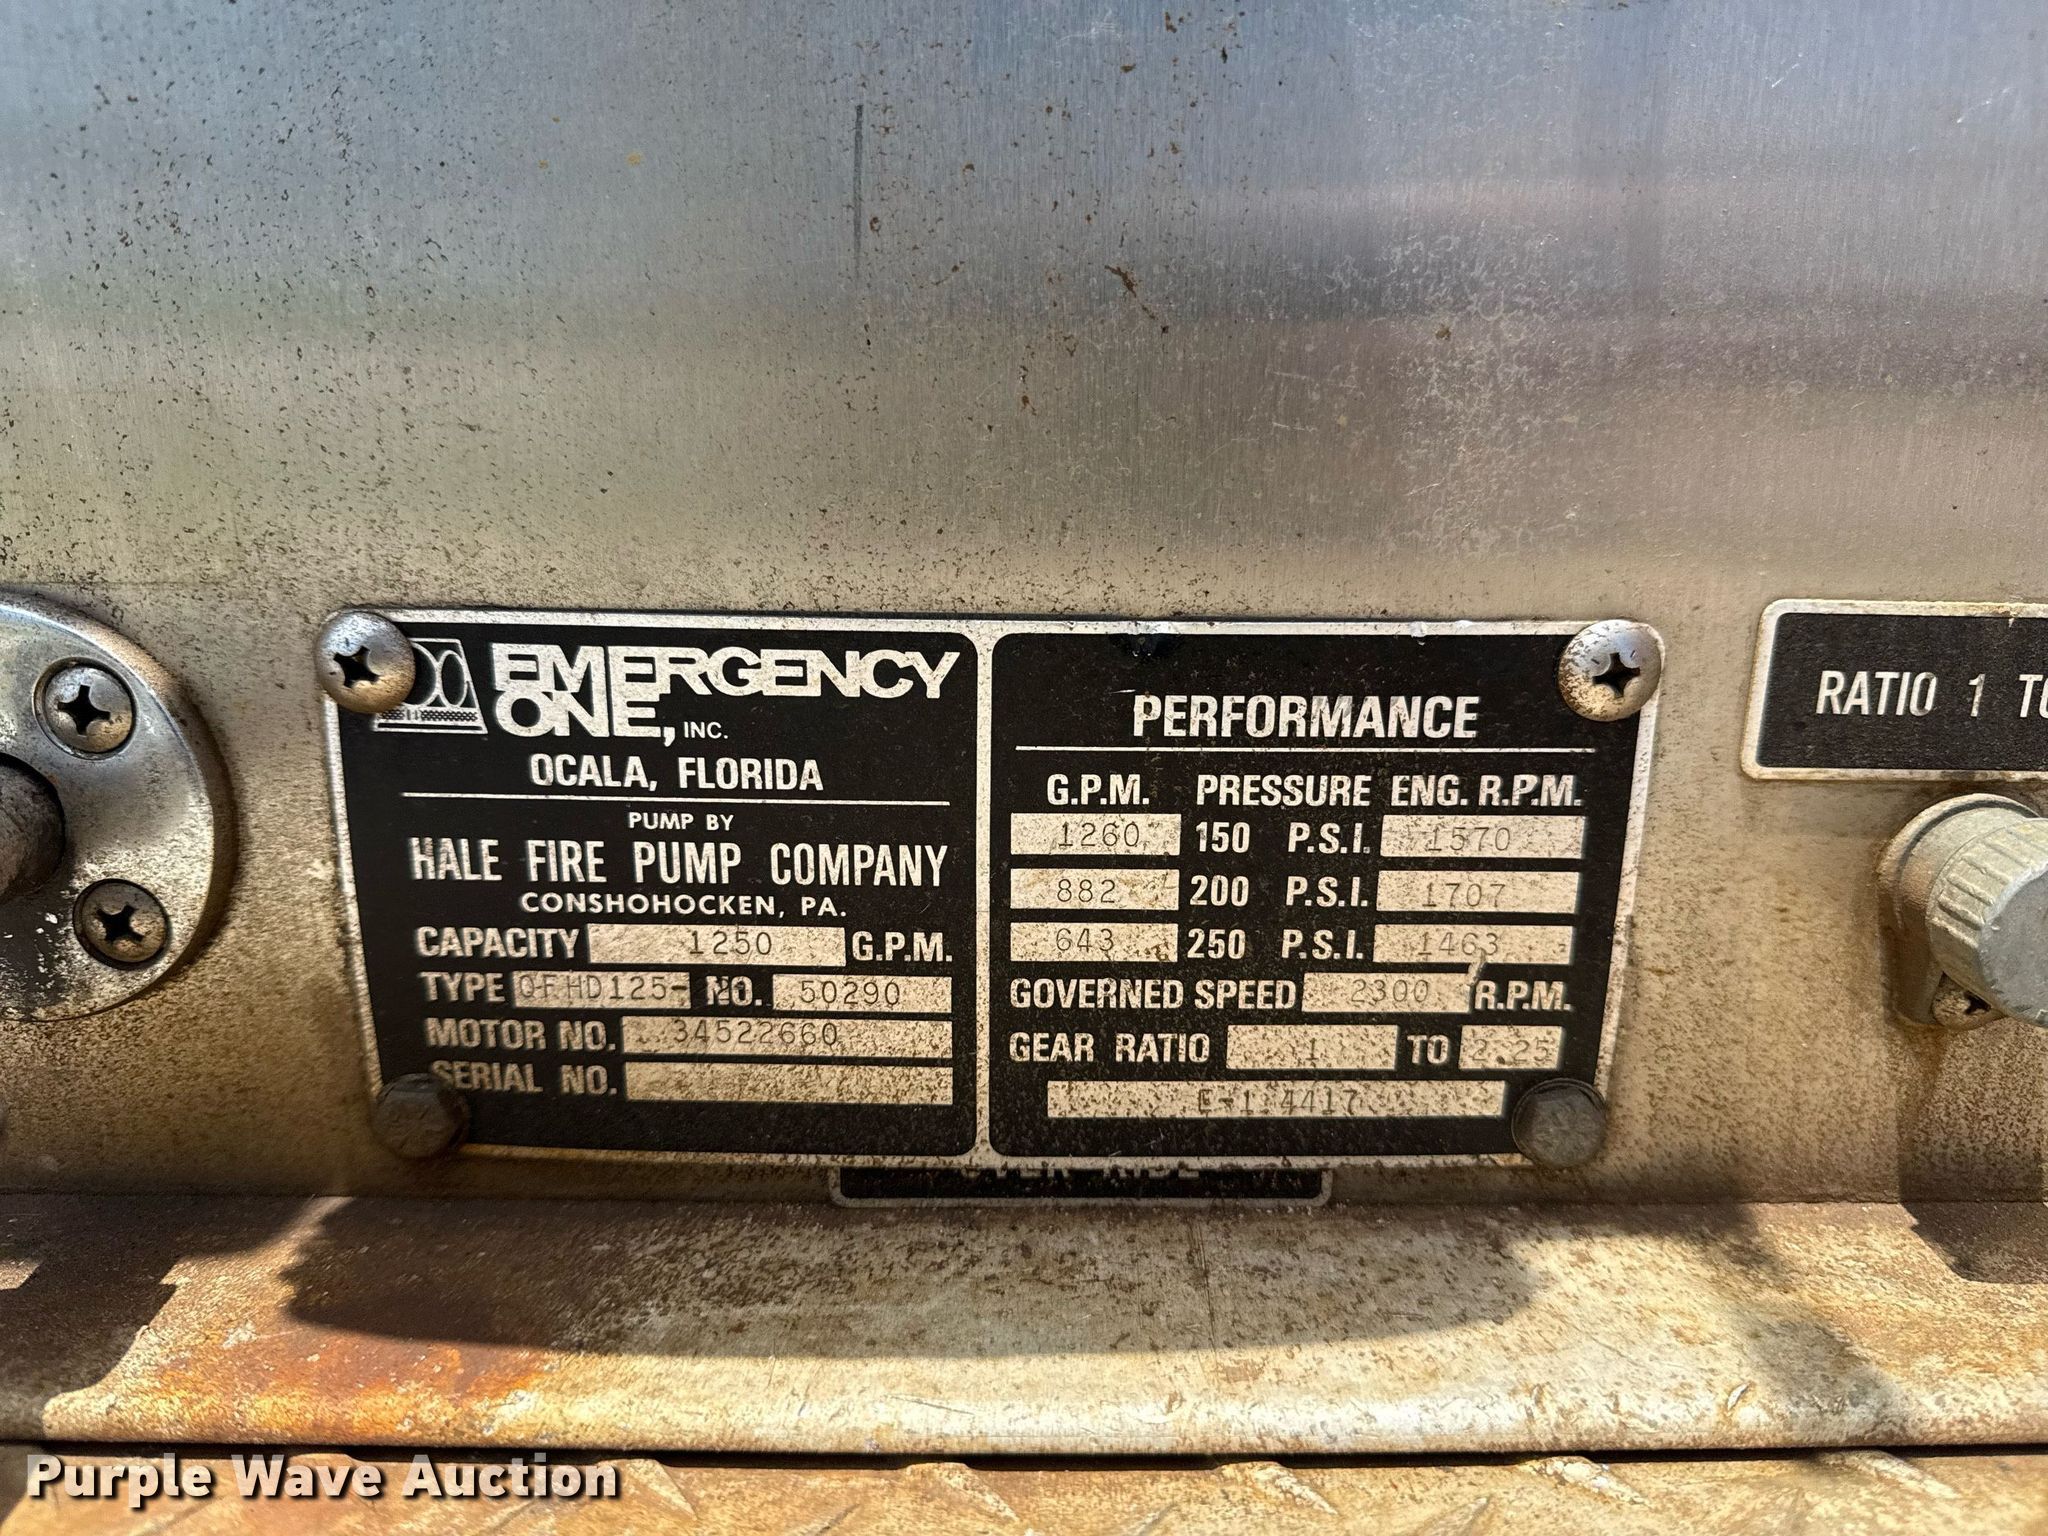 EMERGENCY
ONE, INC.
OCALA, FLORIDA
PUMP BY
HALE FIRE PUMP COMPANY
CONSHOHOCKEN, PA.
CAPACITY 1250 G.P.M.
TYPE QFHD125- NO. 50290
MOTOR NO. 34522660
SERIAL NO.
PERFORMANCE
G.P.M. PRESSURE ENG. R.P.M.
1260 150 P.S.I. 1570
882 200 P.S.I. 1707
643 250 P.S.I. 1463
GOVERNED SPEED 2300 R.P.M.
GEAR RATIO 1 TO 2.25
E-1 4417
RATIO 1 TO
Purple Wave Auction